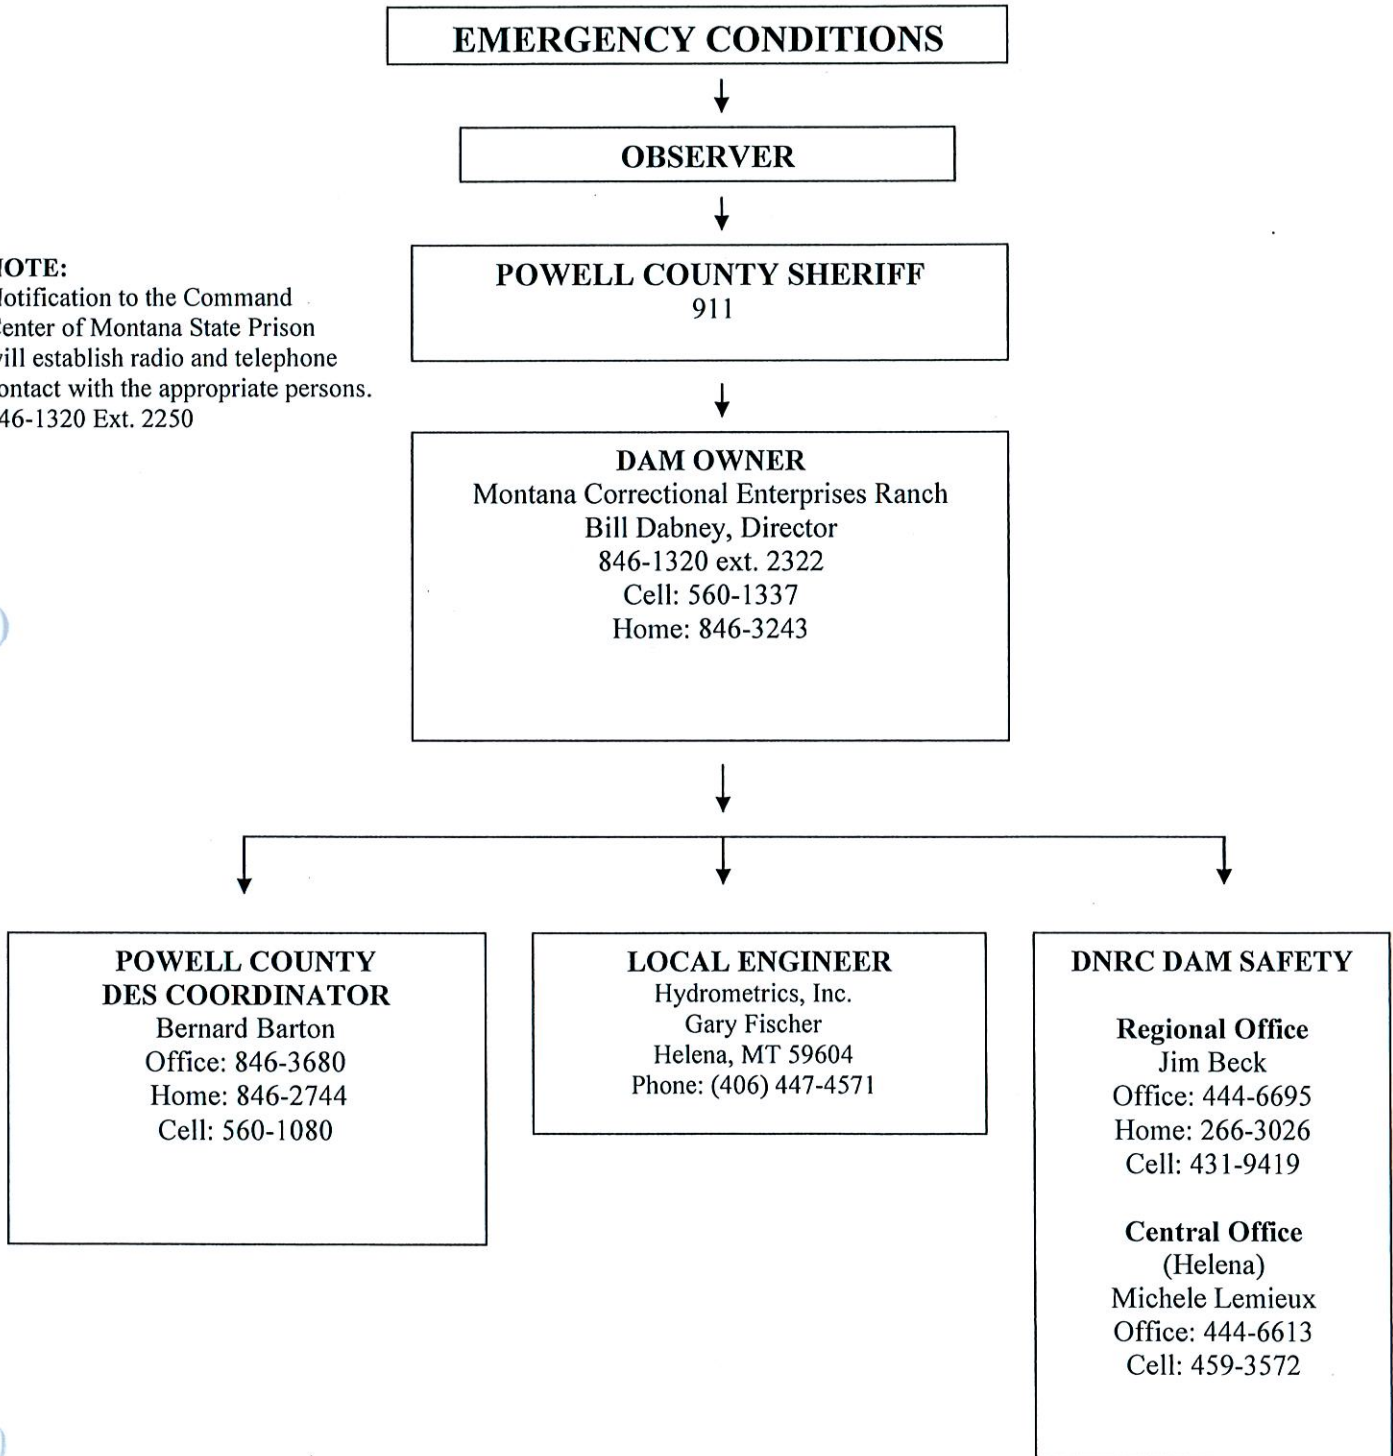 EMERGENCY CONDITIONS
OBSERVER
POWELL COUNTY SHERIFF
911
OTE:
otification to the Command
enter of Montana State Prison
ill establish radio and telephone
ontact with the appropriate persons.
46-1320 Ext. 2250
DAM OWNER
Montana Correctional Enterprises Ranch
Bill Dabney, Director
846-1320 ext. 2322
Cell: 560-1337
Home: 846-3243
POWELL COUNTY
DES COORDINATOR
Bernard Barton
Office: 846-3680
Home: 846-2744
Cell: 560-1080
LOCAL ENGINEER
Hydrometrics, Inc.
Gary Fischer
Helena, MT 59604
Phone: (406) 447-4571
DNRC DAM SAFETY
Regional Office
Jim Beck
Office: 444-6695
Home: 266-3026
Cell: 431-9419
Central Office
(Helena)
Michele Lemieux
Office: 444-6613
Cell: 459-3572